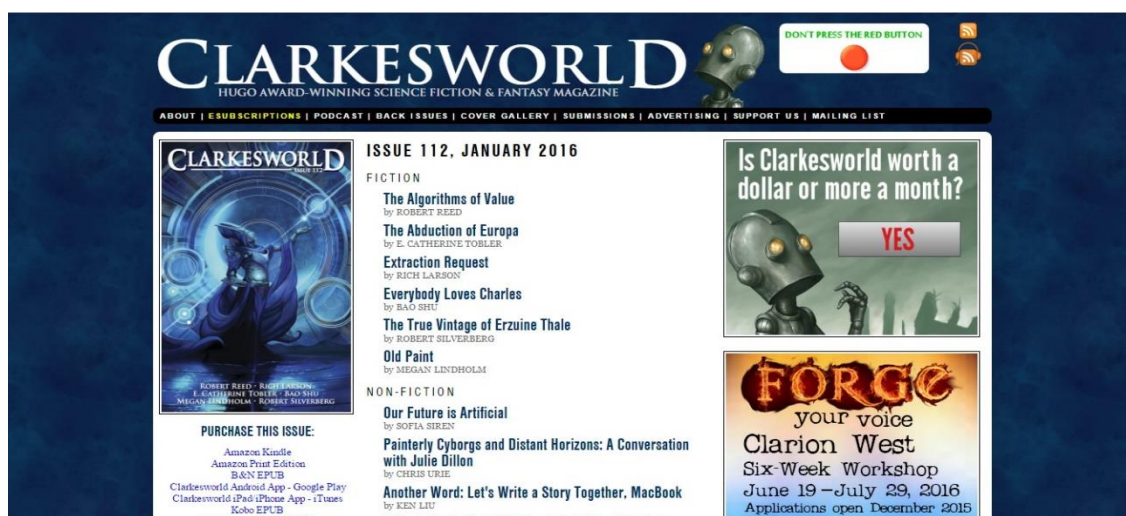 CLARKESWORLD
HUGO AWARD-WINNING SCIENCE FICTION & FANTASY MAGAZINE
DON'T PRESS THE RED BUTTON
ABOUT | ESUBSCRIPTIONS | PODCAST | BACK ISSUES | COVER GALLERY | SUBMISSIONS | ADVERTISING | SUPPORT US | MAILING LIST
CLARKESWORLD
ISSUE 112
ROBERT REED · RICH LARSON
E. CATHERINE TOBLER · BAO SHU
MEGAN LINDHOLM · ROBERT SILVERBERG
PURCHASE THIS ISSUE:
Amazon Kindle
Amazon Print Edition
B&N EPUB
Clarkesworld Android App - Google Play
Clarkesworld iPad/iPhone App - iTunes
Kobo EPUB
ISSUE 112, JANUARY 2016
FICTION
The Algorithms of Value
by ROBERT REED
The Abduction of Europa
by E. CATHERINE TOBLER
Extraction Request
by RICH LARSON
Everybody Loves Charles
by BAO SHU
The True Vintage of Erzuine Thale
by ROBERT SILVERBERG
Old Paint
by MEGAN LINDHOLM
NON-FICTION
Our Future is Artificial
by SOFIA SIREN
Painterly Cyborgs and Distant Horizons: A Conversation
with Julie Dillon
by CHRIS URIE
Another Word: Let's Write a Story Together, MacBook
by KEN LIU
Is Clarkesworld worth a
dollar or more a month?
YES
FORGE
your voice
Clarion West
Six-Week Workshop
June 19 – July 29, 2016
Applications open December 2015